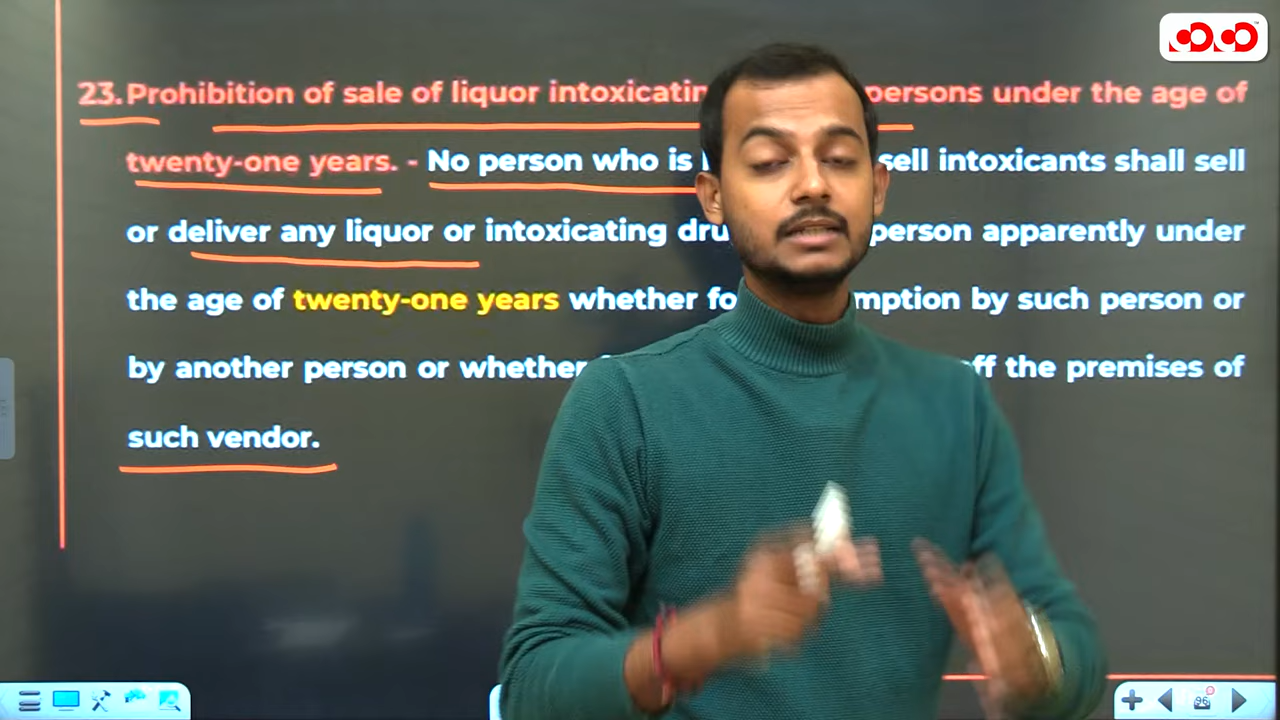 23. Prohibition of sale of liquor intoxicatin persons under the age of
twenty-one years. - No person who is sell intoxicants shall sell
or deliver any liquor or intoxicating dru person apparently under
the age of twenty-one years whether fo mption by such person or
by another person or whether ff the premises of
such vendor.